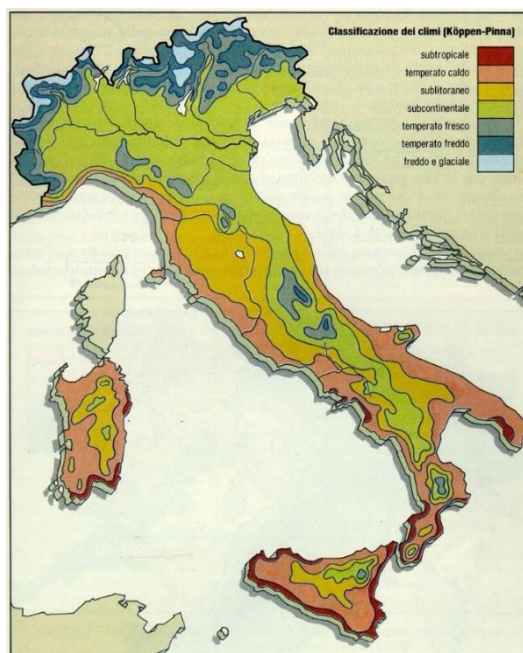 Classificazione dei climi (Köppen-Pinna)
subtropicale
temperato caldo
sublitoraneo
subcontinentale
temperato fresco
temperato freddo
freddo e glaciale